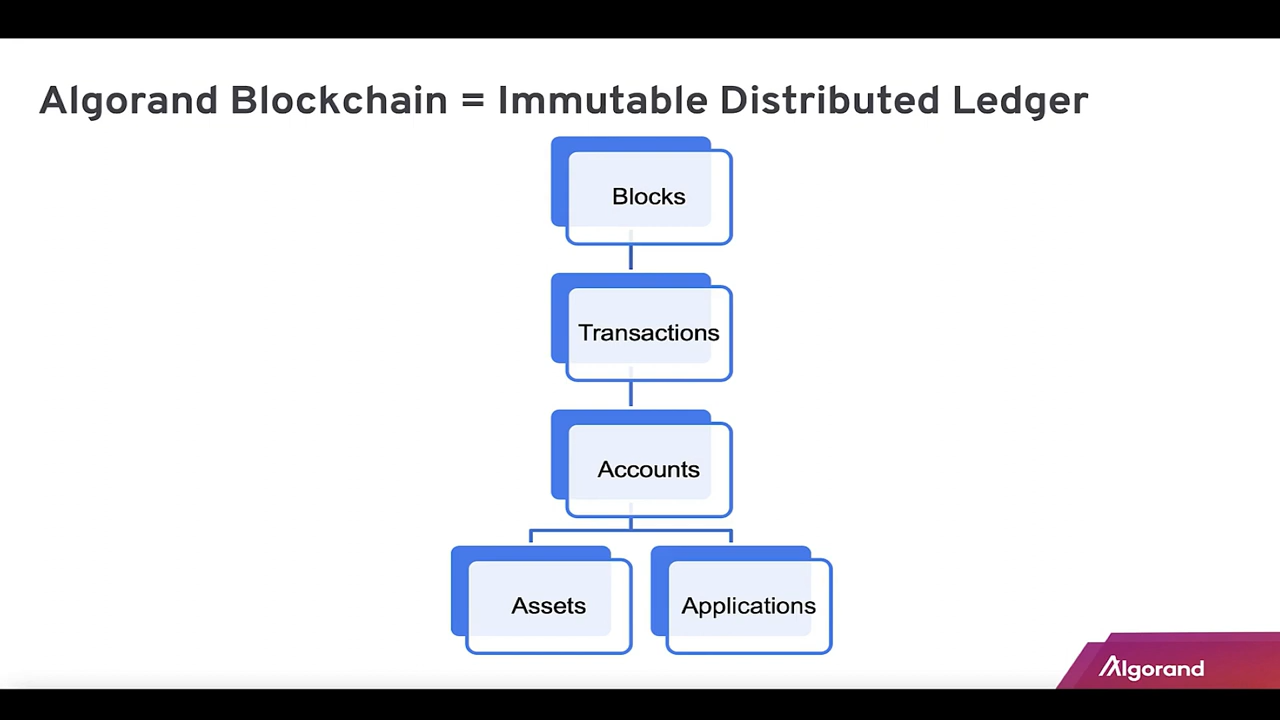 Algorand Blockchain = Immutable Distributed Ledger
Blocks
Transactions
Accounts
Assets
Applications
Algorand